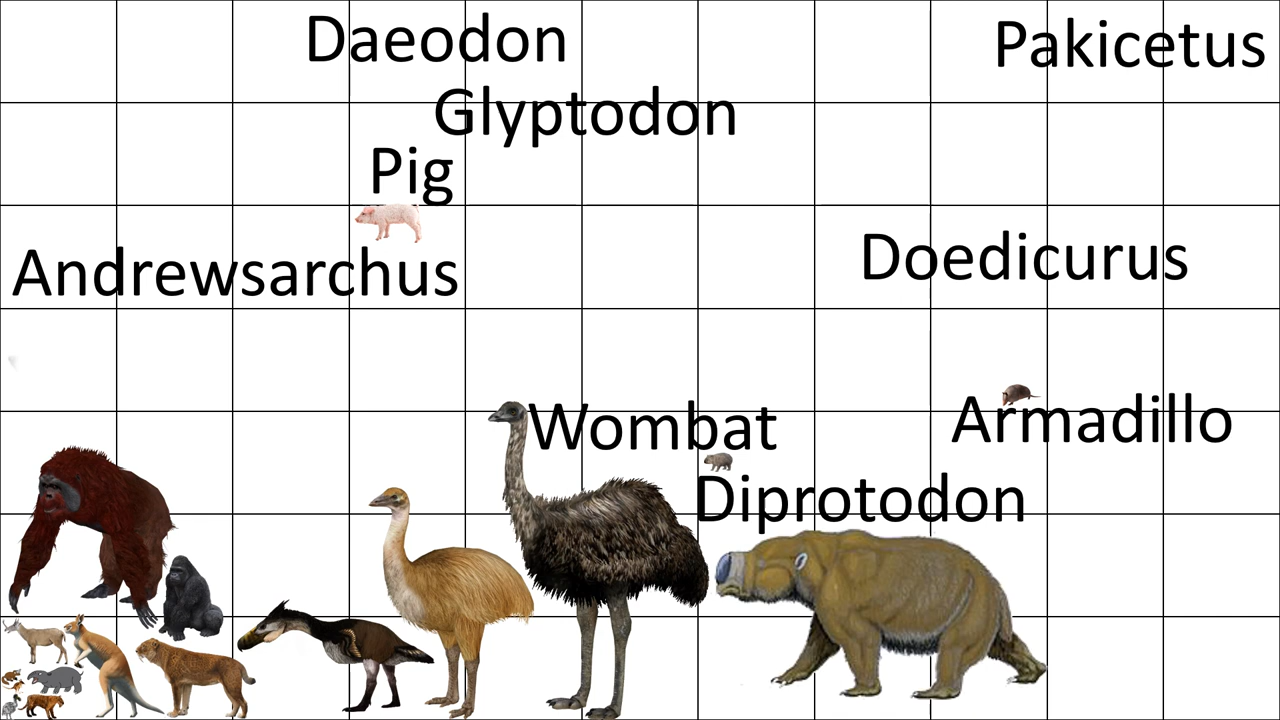 Daeodon
Pakicetus
Glyptodon
Pig
Andrewsarchus
Doedicurus
Wombat
Armadillo
Diprotodon